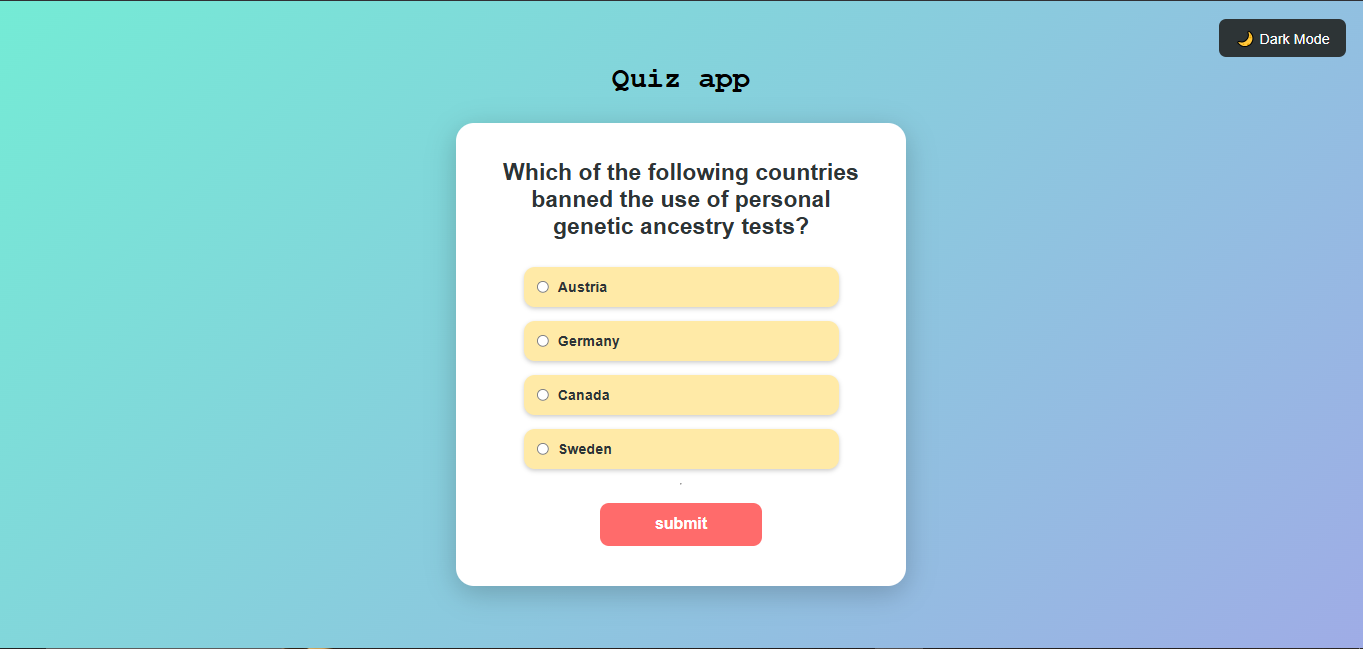 🌙 Dark Mode
Quiz app
Which of the following countries
banned the use of personal
genetic ancestry tests?
Austria
Germany
Canada
Sweden
.
submit